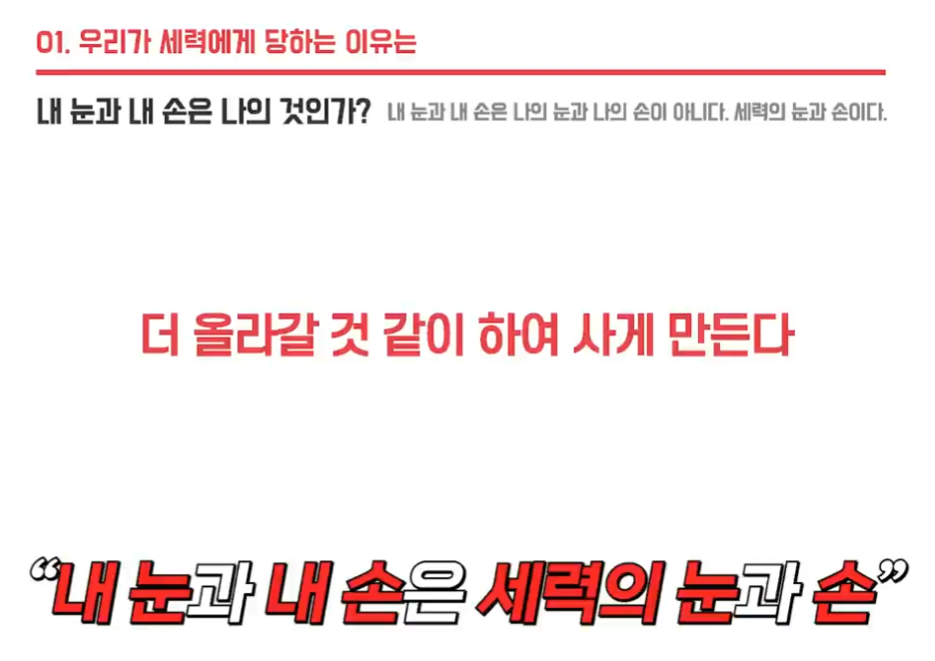 01. 우리가 세력에게 당하는 이유는
내 눈과 내 손은 나의 것인가? 내 눈과 내 손은 나의 눈과 나의 손이 아니다. 세력의 눈과 손이다.
더 올라갈 것 같이 하여 사게 만든다
“내 눈과 내 손은 세력의 눈과 손”